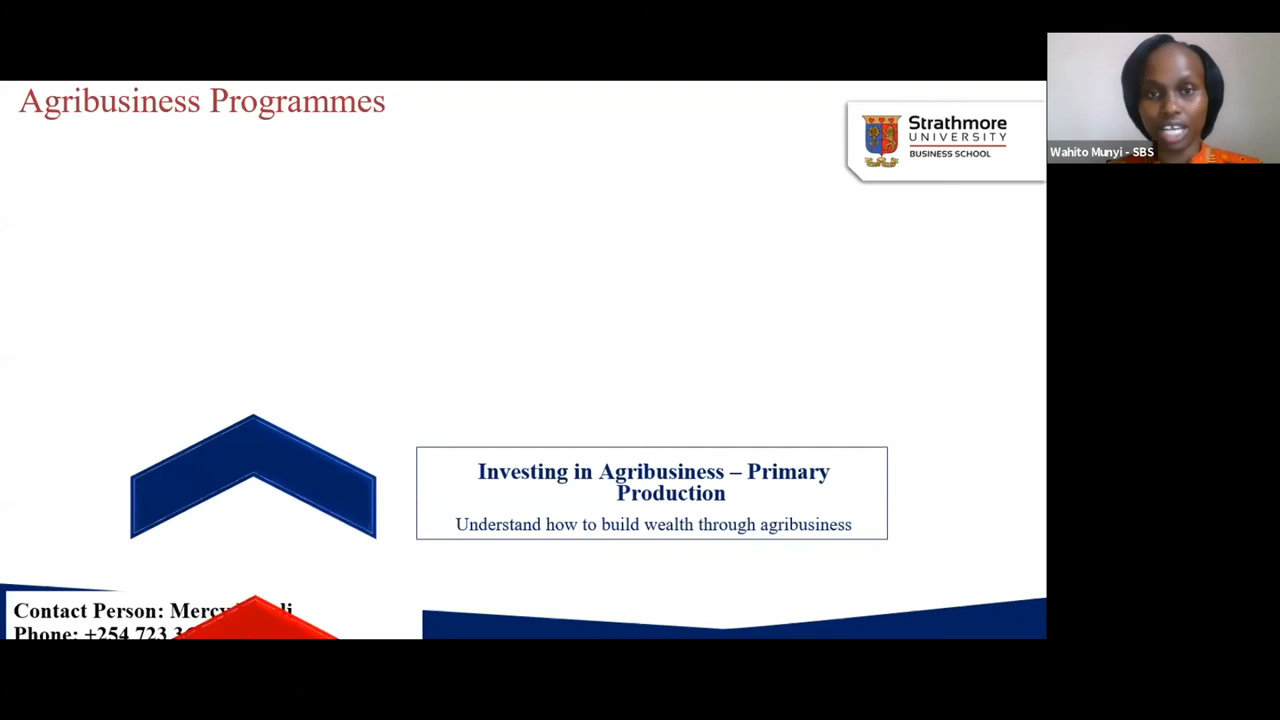 Agribusiness Programmes
Strathmore
UNIVERSITY
BUSINESS SCHOOL
Wahito Munyi - SBS
Investing in Agribusiness – Primary
Production
Understand how to build wealth through agribusiness
Contact Person: Mercy
Phone: +254 723